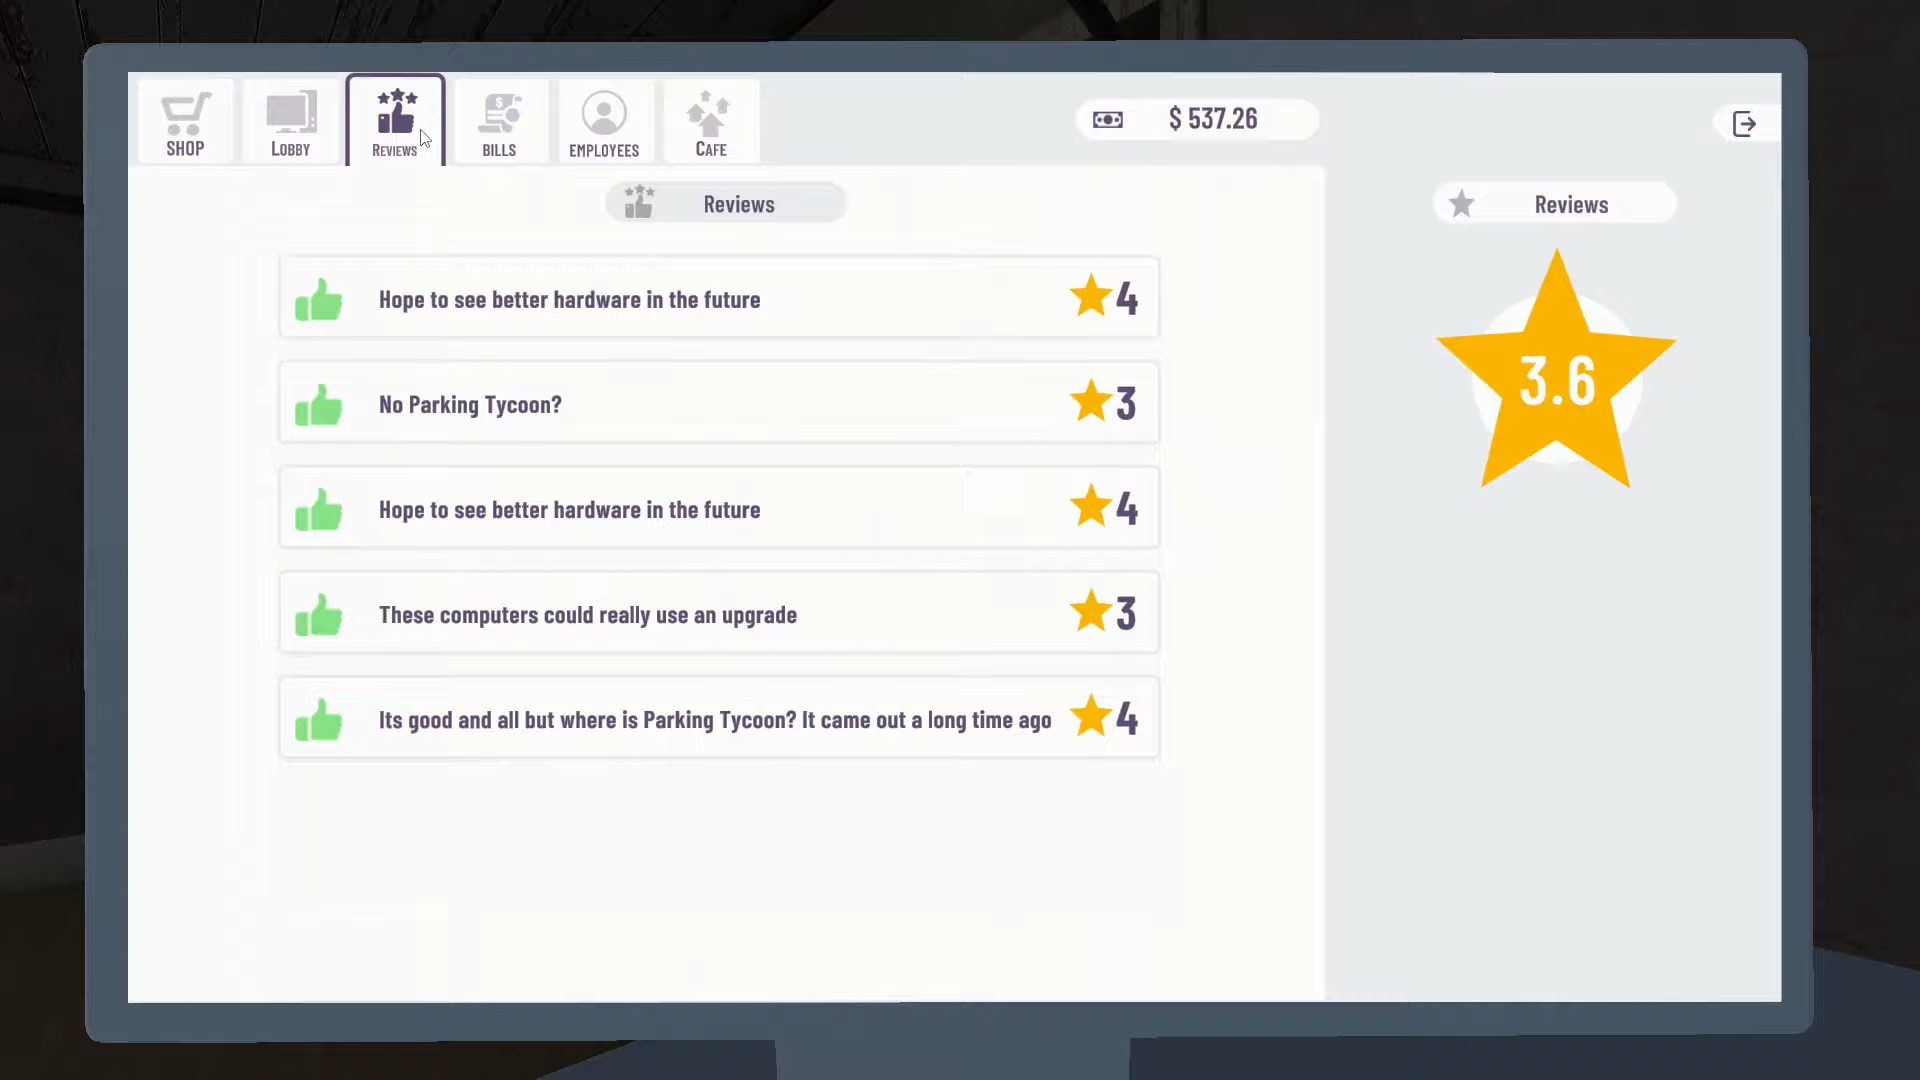 SHOP
LOBBY
REVIEWS
BILLS
EMPLOYEES
CAFE
$ 537.26
Reviews
Hope to see better hardware in the future 4
No Parking Tycoon? 3
Hope to see better hardware in the future 4
These computers could really use an upgrade 3
Its good and all but where is Parking Tycoon? It came out a long time ago 4
Reviews
3.6